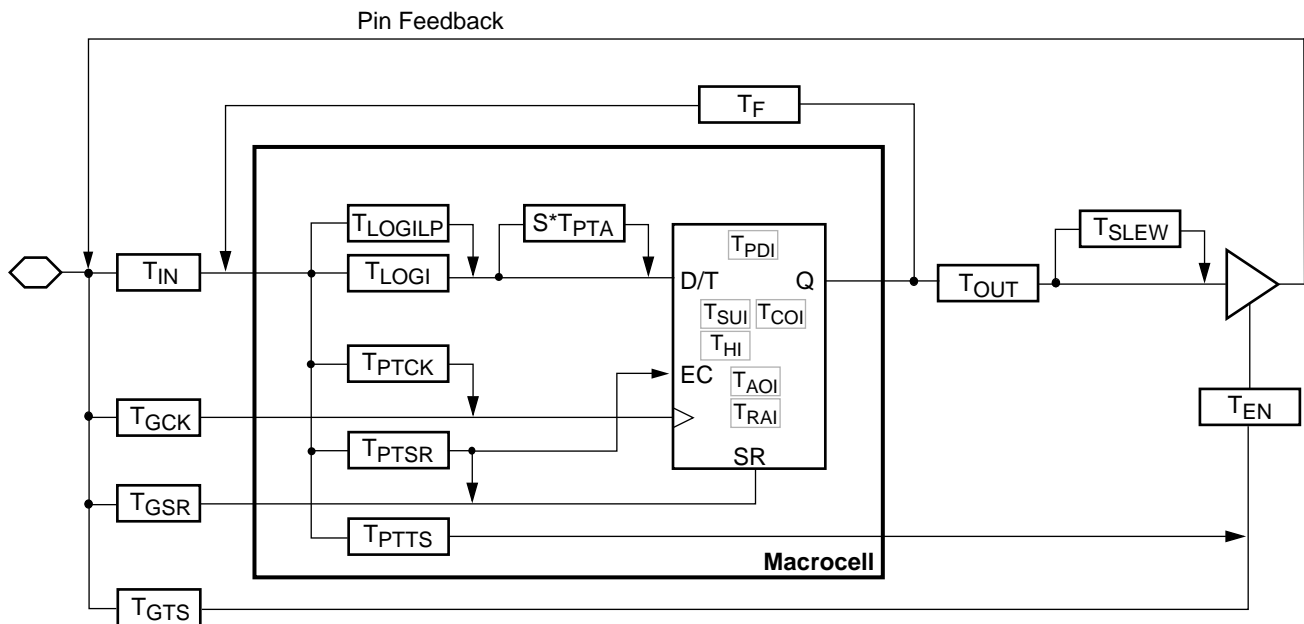 Pin Feedback
TF
TLOGILP
S*TPTA
TSLEW
TPDI
TIN
TLOGI
D/T
Q
TOUT
TSUI
TCOI
THI
TPTCK
EC
TAOI
TGCK
TRAI
TEN
TPTSR
SR
TGSR
TPTTS
Macrocell
TGTS